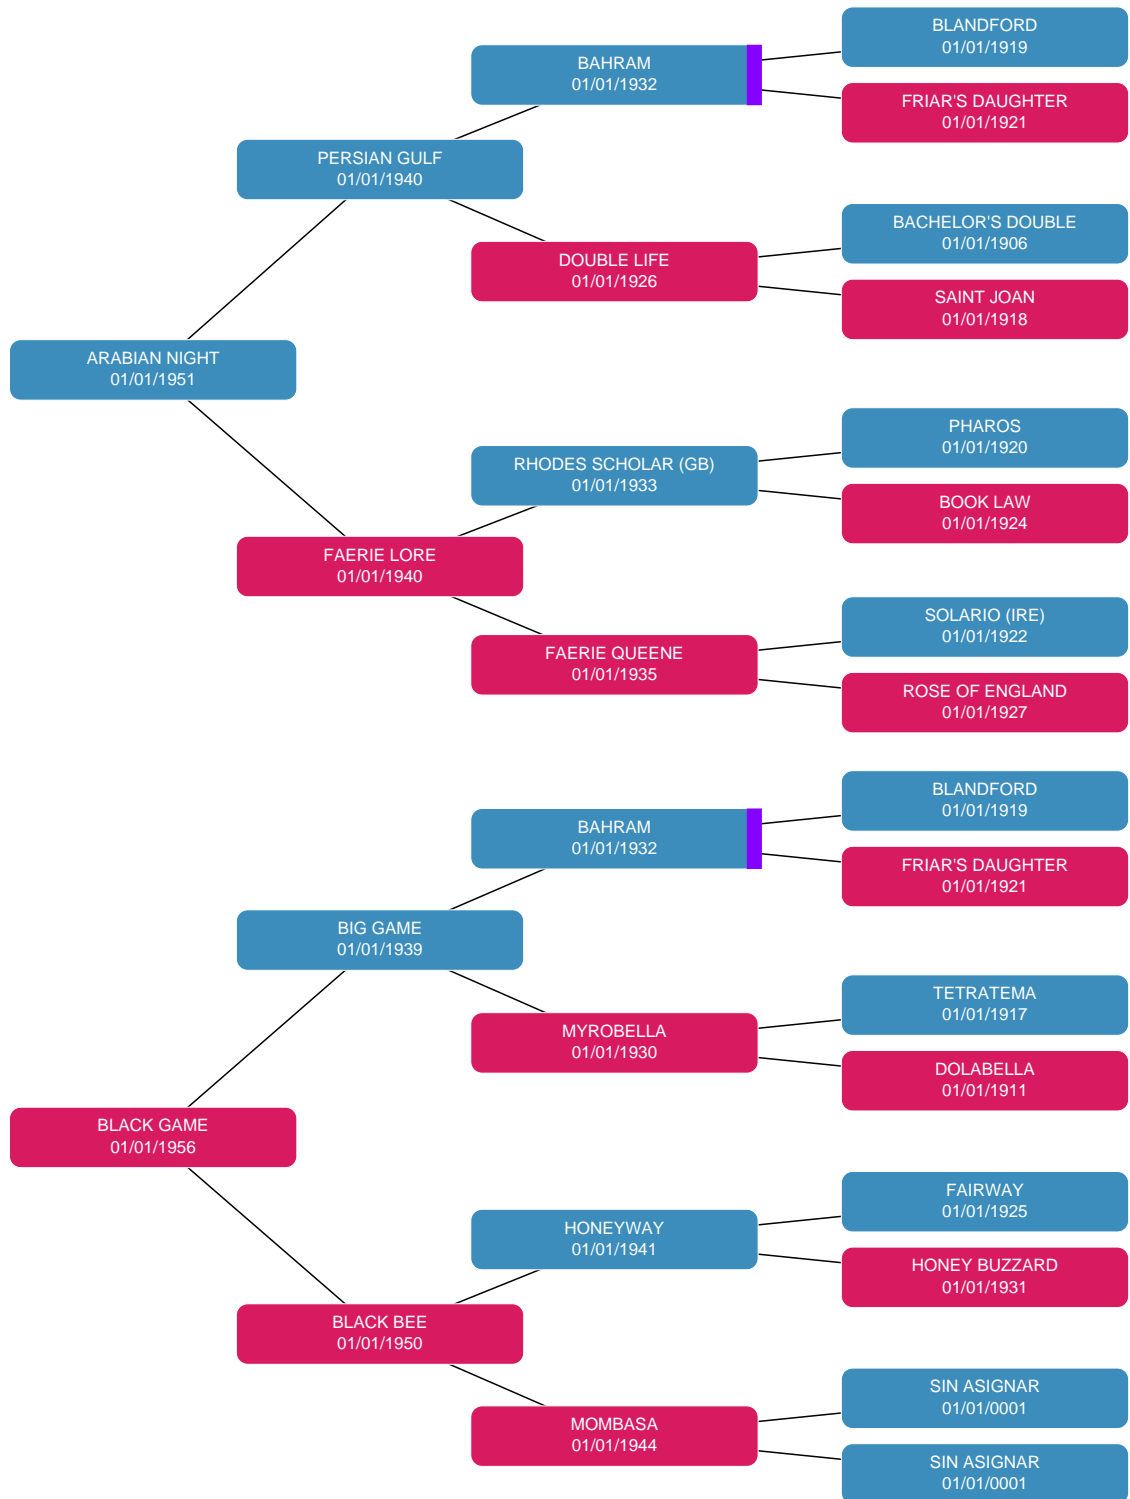 BLANDFORD
01/01/1919
BAHRAM
01/01/1932
FRIAR'S DAUGHTER
01/01/1921
PERSIAN GULF
01/01/1940
BACHELOR'S DOUBLE
01/01/1906
DOUBLE LIFE
01/01/1926
SAINT JOAN
01/01/1918
ARABIAN NIGHT
01/01/1951
PHAROS
01/01/1920
RHODES SCHOLAR (GB)
01/01/1933
BOOK LAW
01/01/1924
FAERIE LORE
01/01/1940
SOLARIO (IRE)
01/01/1922
FAERIE QUEENE
01/01/1935
ROSE OF ENGLAND
01/01/1927
BLANDFORD
01/01/1919
BAHRAM
01/01/1932
FRIAR'S DAUGHTER
01/01/1921
BIG GAME
01/01/1939
TETRATEMA
01/01/1917
MYROBELLA
01/01/1930
DOLABELLA
01/01/1911
BLACK GAME
01/01/1956
FAIRWAY
01/01/1925
HONEYWAY
01/01/1941
HONEY BUZZARD
01/01/1931
BLACK BEE
01/01/1950
SIN ASIGNAR
01/01/0001
MOMBASA
01/01/1944
SIN ASIGNAR
01/01/0001